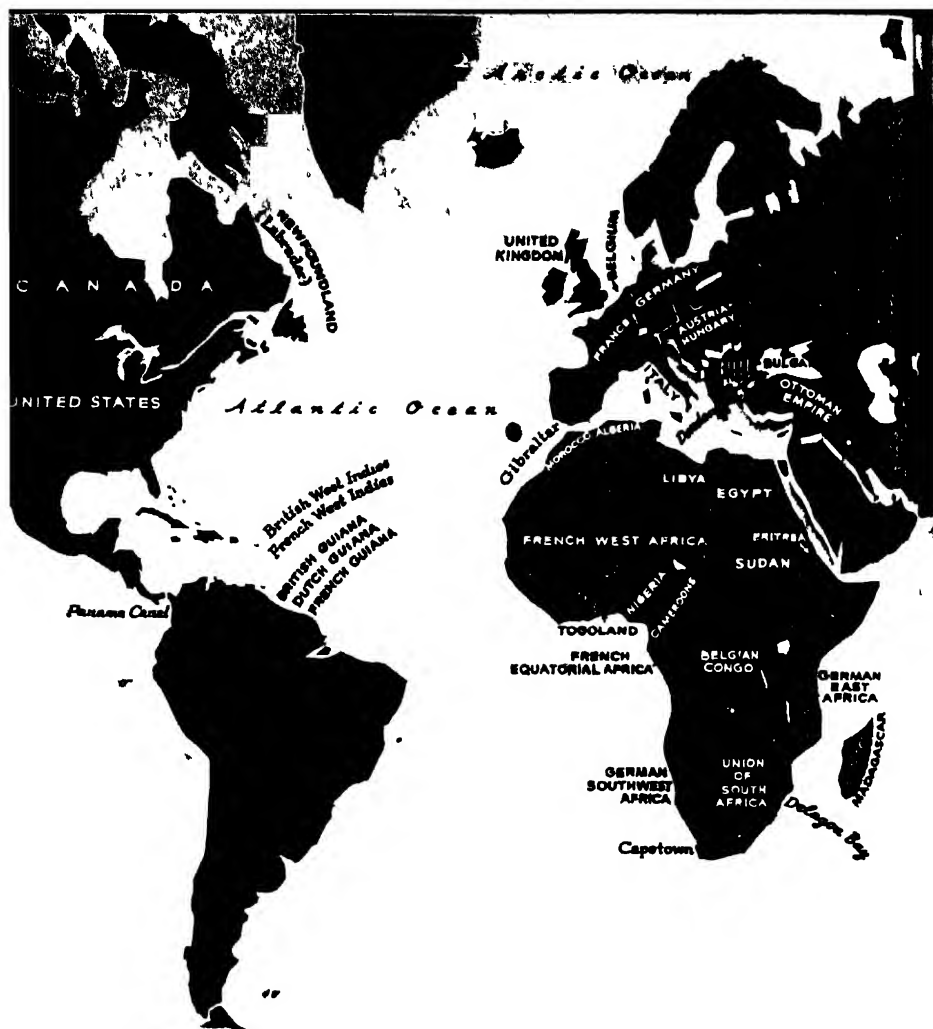 Arctic Ocean
NEWFOUNDLAND
(Labrador)
UNITED
KINGDOM
BELGIUM
CANADA
FRANCE
GERMANY
AUSTRIA-
HUNGARY
BULGA
ITALY
OTTOMAN
EMPIRE
UNITED STATES
Atlantic Ocean
Gibraltar
MOROCCO
ALGERIA
LIBYA
EGYPT
British West Indies
French West Indies
BRITISH GUIANA
DUTCH GUIANA
FRENCH GUIANA
FRENCH WEST AFRICA
ERITREA
SUDAN
Panama Canal
NIGERIA
CAMEROONS
TOGOLAND
FRENCH
EQUATORIAL AFRICA
BELGIAN
CONGO
GERMAN
EAST
AFRICA
MADAGASCAR
GERMAN
SOUTHWEST
AFRICA
UNION
OF
SOUTH
AFRICA
Delagoa Bay
Capetown